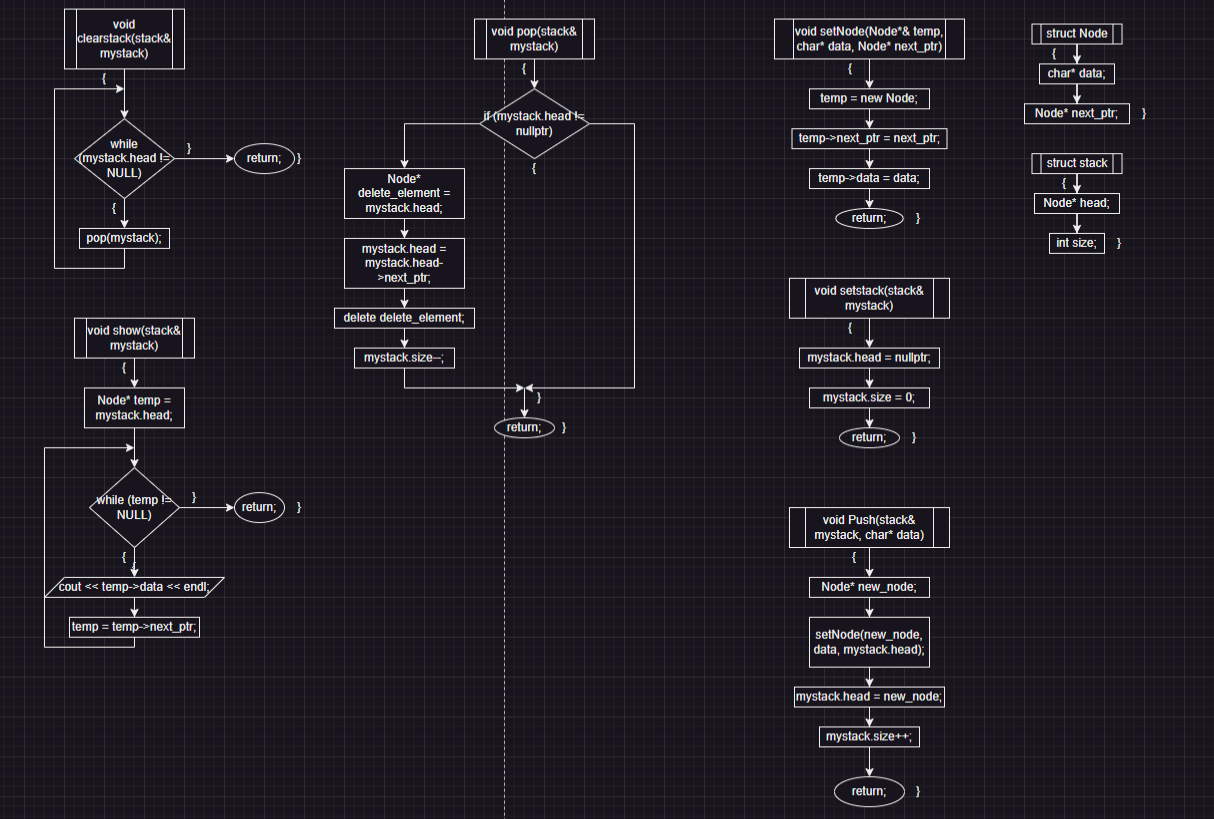 void
clearstack(stack&
mystack)
{
while
(mystack.head !=
NULL)
}
return;
}
{
pop(mystack);
void show(stack&
mystack)
{
Node* temp =
mystack.head;
while (temp !=
NULL)
}
return;
}
{
{
cout << temp->data << endl;
temp = temp->next_ptr;
void pop(stack&
mystack)
{
if (mystack.head !=
nullptr)
{
Node*
delete_element =
mystack.head;
mystack.head =
mystack.head-
>next_ptr;
delete delete_element;
mystack.size--;
}
return;
}
void setNode(Node*& temp,
char* data, Node* next_ptr)
{
temp = new Node;
temp->next_ptr = next_ptr;
temp->data = data;
return;
}
void setstack(stack&
mystack)
{
mystack.head = nullptr;
mystack.size = 0;
return;
}
void Push(stack&
mystack, char* data)
{
Node* new_node;
setNode(new_node,
data, mystack.head);
mystack.head = new_node;
mystack.size++;
return;
}
struct Node
{
char* data;
Node* next_ptr;
}
struct stack
{
Node* head;
int size;
}